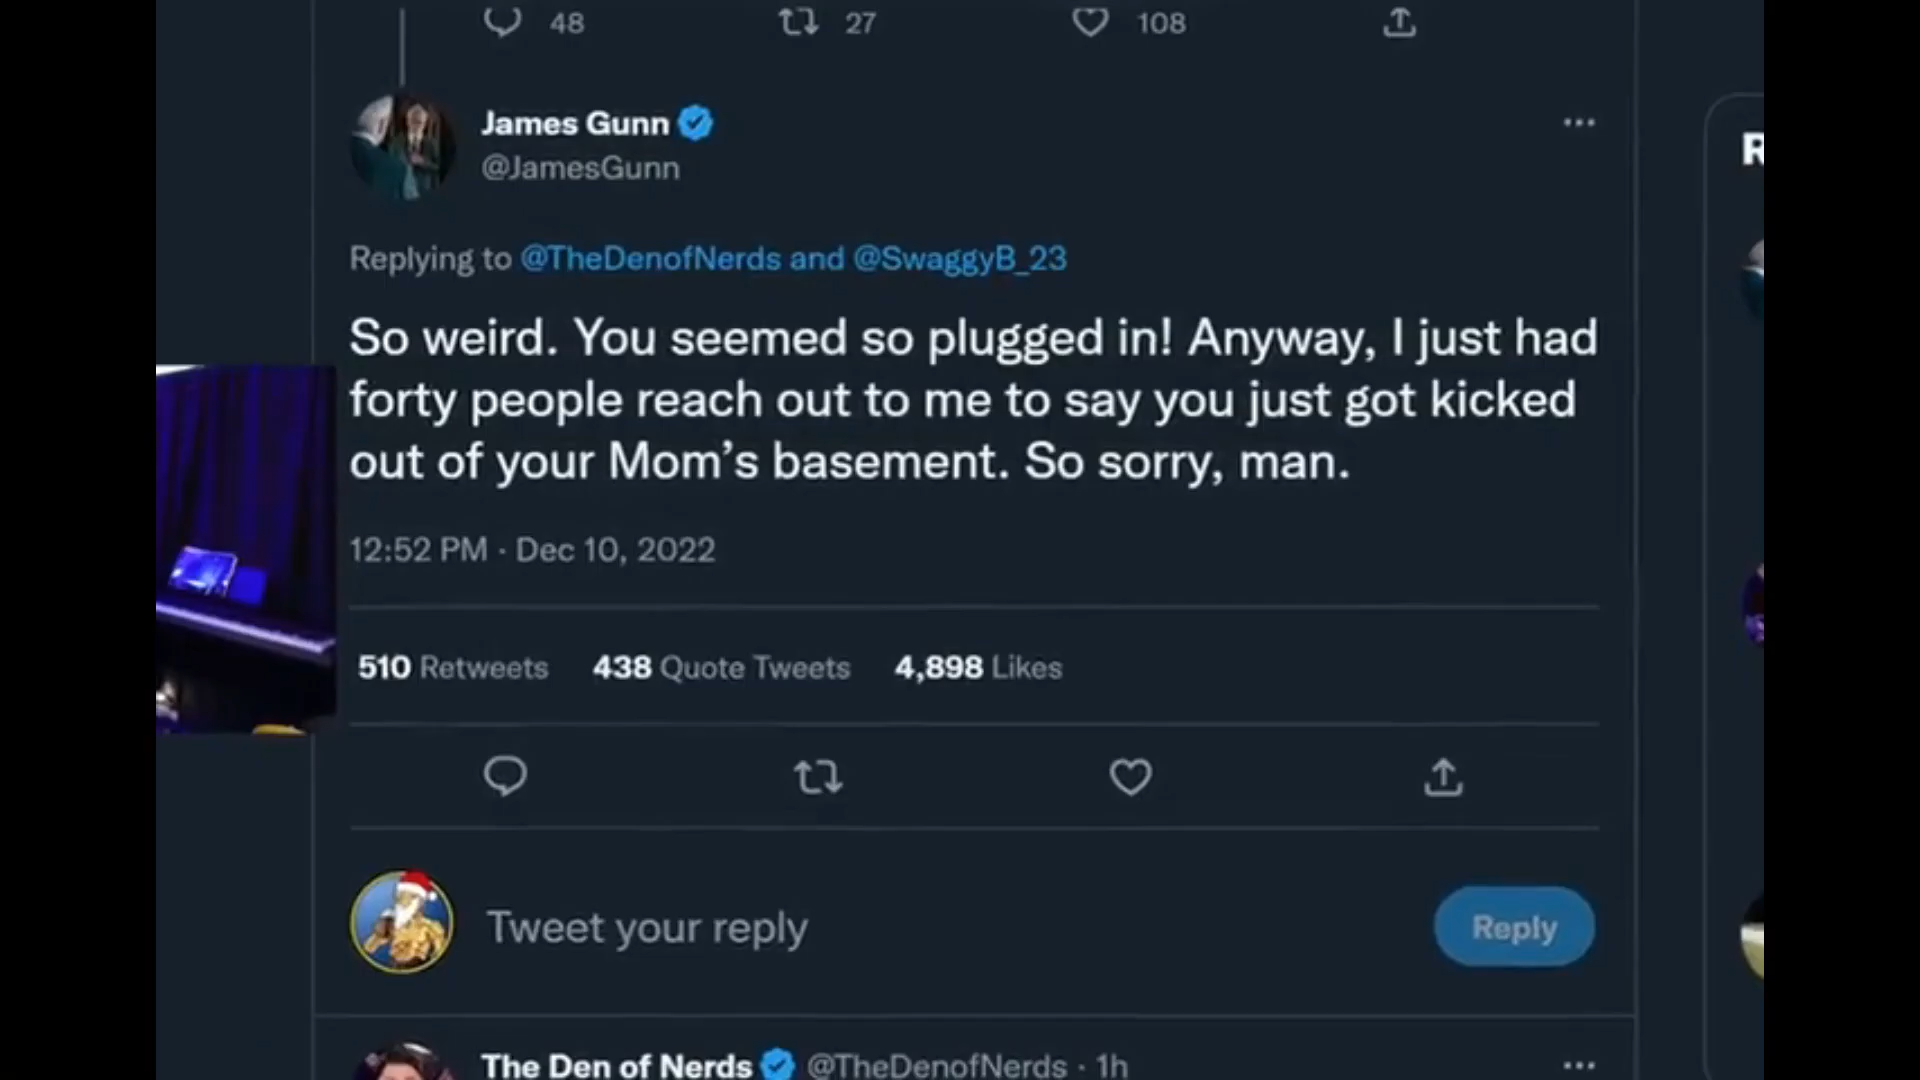 48 27 108
James Gunn
@JamesGunn
R
Replying to @TheDenofNerds and @SwaggyB_23
So weird. You seemed so plugged in! Anyway, I just had
forty people reach out to me to say you just got kicked
out of your Mom’s basement. So sorry, man.
12:52 PM · Dec 10, 2022
510 Retweets 438 Quote Tweets 4,898 Likes
Tweet your reply
Reply
The Den of Nerds @TheDenofNerds · 1h